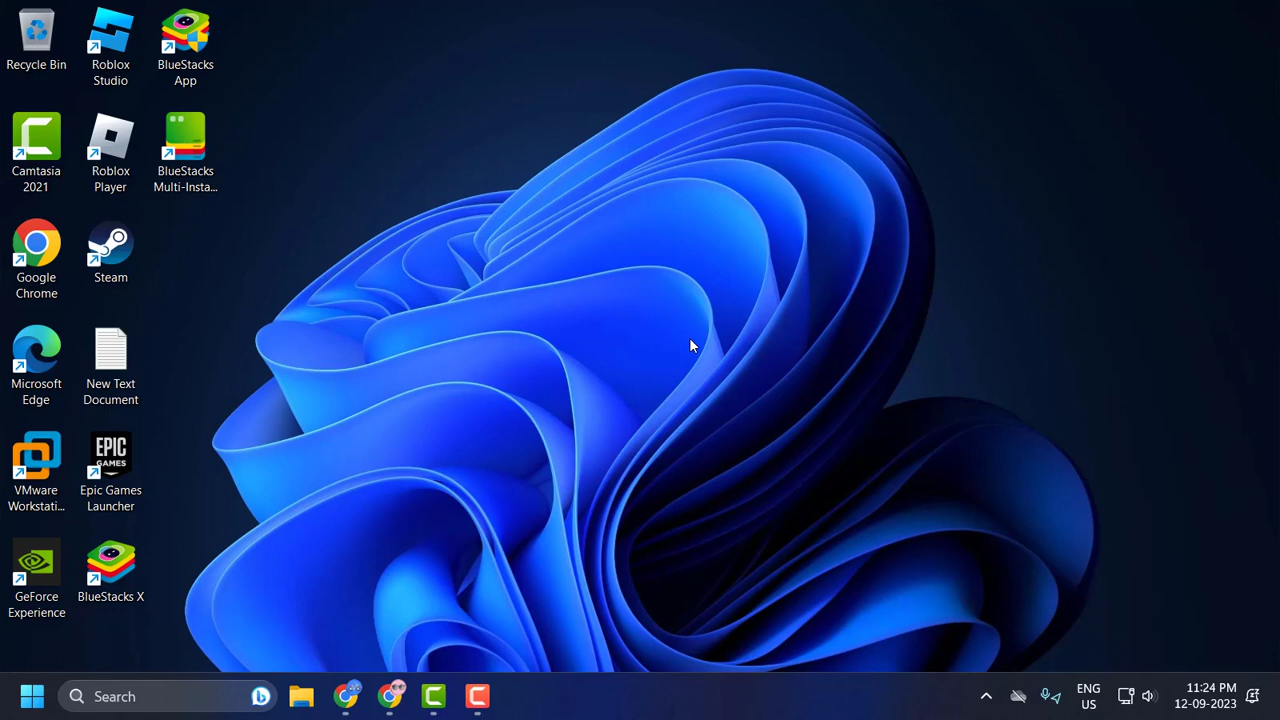 Recycle Bin
Roblox
Studio
BlueStacks
App
Camtasia
2021
Roblox
Player
BlueStacks
Multi-Insta...
Google
Chrome
Steam
Microsoft
Edge
New Text
Document
VMware
Workstati...
EPIC
GAMES
Epic Games
Launcher
GeForce
Experience
BlueStacks X
Search
ENG
US
11:24 PM
12-09-2023